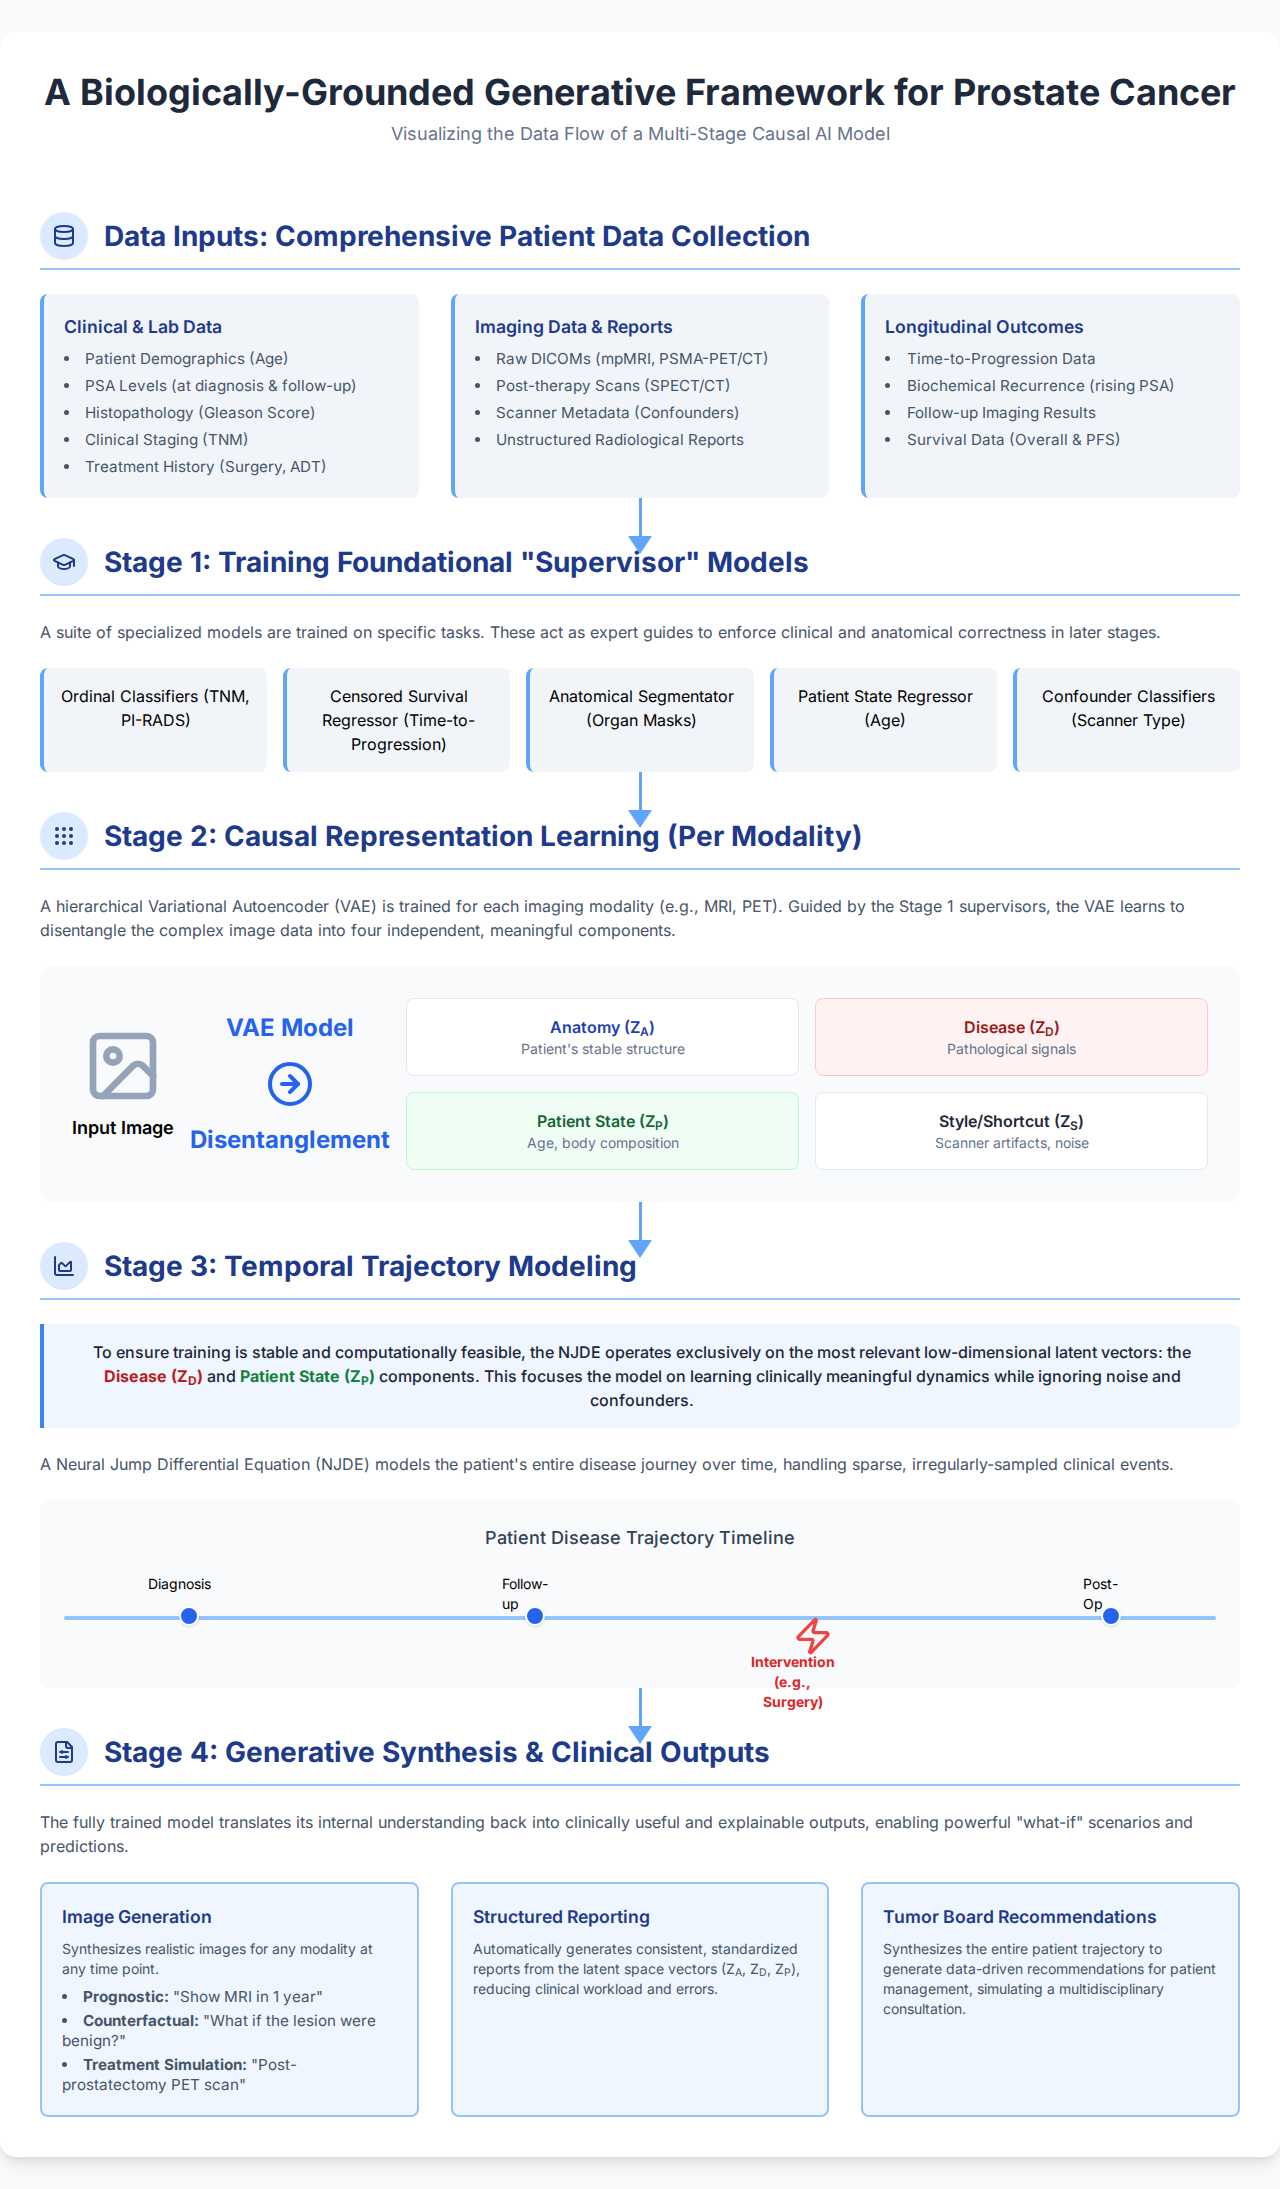 A Biologically-Grounded Generative Framework for Prostate Cancer
Visualizing the Data Flow of a Multi-Stage Causal AI Model
Data Inputs: Comprehensive Patient Data Collection
Clinical & Lab Data
• Patient Demographics (Age)
• PSA Levels (at diagnosis & follow-up)
• Histopathology (Gleason Score)
• Clinical Staging (TNM)
• Treatment History (Surgery, ADT)
Imaging Data & Reports
• Raw DICOMs (mpMRI, PSMA-PET/CT)
• Post-therapy Scans (SPECT/CT)
• Scanner Metadata (Confounders)
• Unstructured Radiological Reports
Longitudinal Outcomes
• Time-to-Progression Data
• Biochemical Recurrence (rising PSA)
• Follow-up Imaging Results
• Survival Data (Overall & PFS)
Stage 1: Training Foundational "Supervisor" Models
A suite of specialized models are trained on specific tasks. These act as expert guides to enforce clinical and anatomical correctness in later stages.
Ordinal Classifiers (TNM,
PI-RADS)
Censored Survival
Regressor (Time-to-
Progression)
Anatomical Segmentator
(Organ Masks)
Patient State Regressor
(Age)
Confounder Classifiers
(Scanner Type)
Stage 2: Causal Representation Learning (Per Modality)
A hierarchical Variational Autoencoder (VAE) is trained for each imaging modality (e.g., MRI, PET). Guided by the Stage 1 supervisors, the VAE learns to
disentangle the complex image data into four independent, meaningful components.
Input Image
VAE Model
Disentanglement
Anatomy (ZA)
Patient's stable structure
Disease (ZD)
Pathological signals
Patient State (ZP)
Age, body composition
Style/Shortcut (ZS)
Scanner artifacts, noise
Stage 3: Temporal Trajectory Modeling
To ensure training is stable and computationally feasible, the NJDE operates exclusively on the most relevant low-dimensional latent vectors: the
Disease (ZD) and Patient State (ZP) components. This focuses the model on learning clinically meaningful dynamics while ignoring noise and
confounders.
A Neural Jump Differential Equation (NJDE) models the patient's entire disease journey over time, handling sparse, irregularly-sampled clinical events.
Patient Disease Trajectory Timeline
Diagnosis
Follow-
up
Post-
Op
Intervention
(e.g.,
Surgery)
Stage 4: Generative Synthesis & Clinical Outputs
The fully trained model translates its internal understanding back into clinically useful and explainable outputs, enabling powerful "what-if" scenarios and
predictions.
Image Generation
Synthesizes realistic images for any modality at
any time point.
• Prognostic: "Show MRI in 1 year"
• Counterfactual: "What if the lesion were
benign?"
• Treatment Simulation: "Post-
prostatectomy PET scan"
Structured Reporting
Automatically generates consistent, standardized
reports from the latent space vectors (ZA, ZD, ZP),
reducing clinical workload and errors.
Tumor Board Recommendations
Synthesizes the entire patient trajectory to
generate data-driven recommendations for patient
management, simulating a multidisciplinary
consultation.